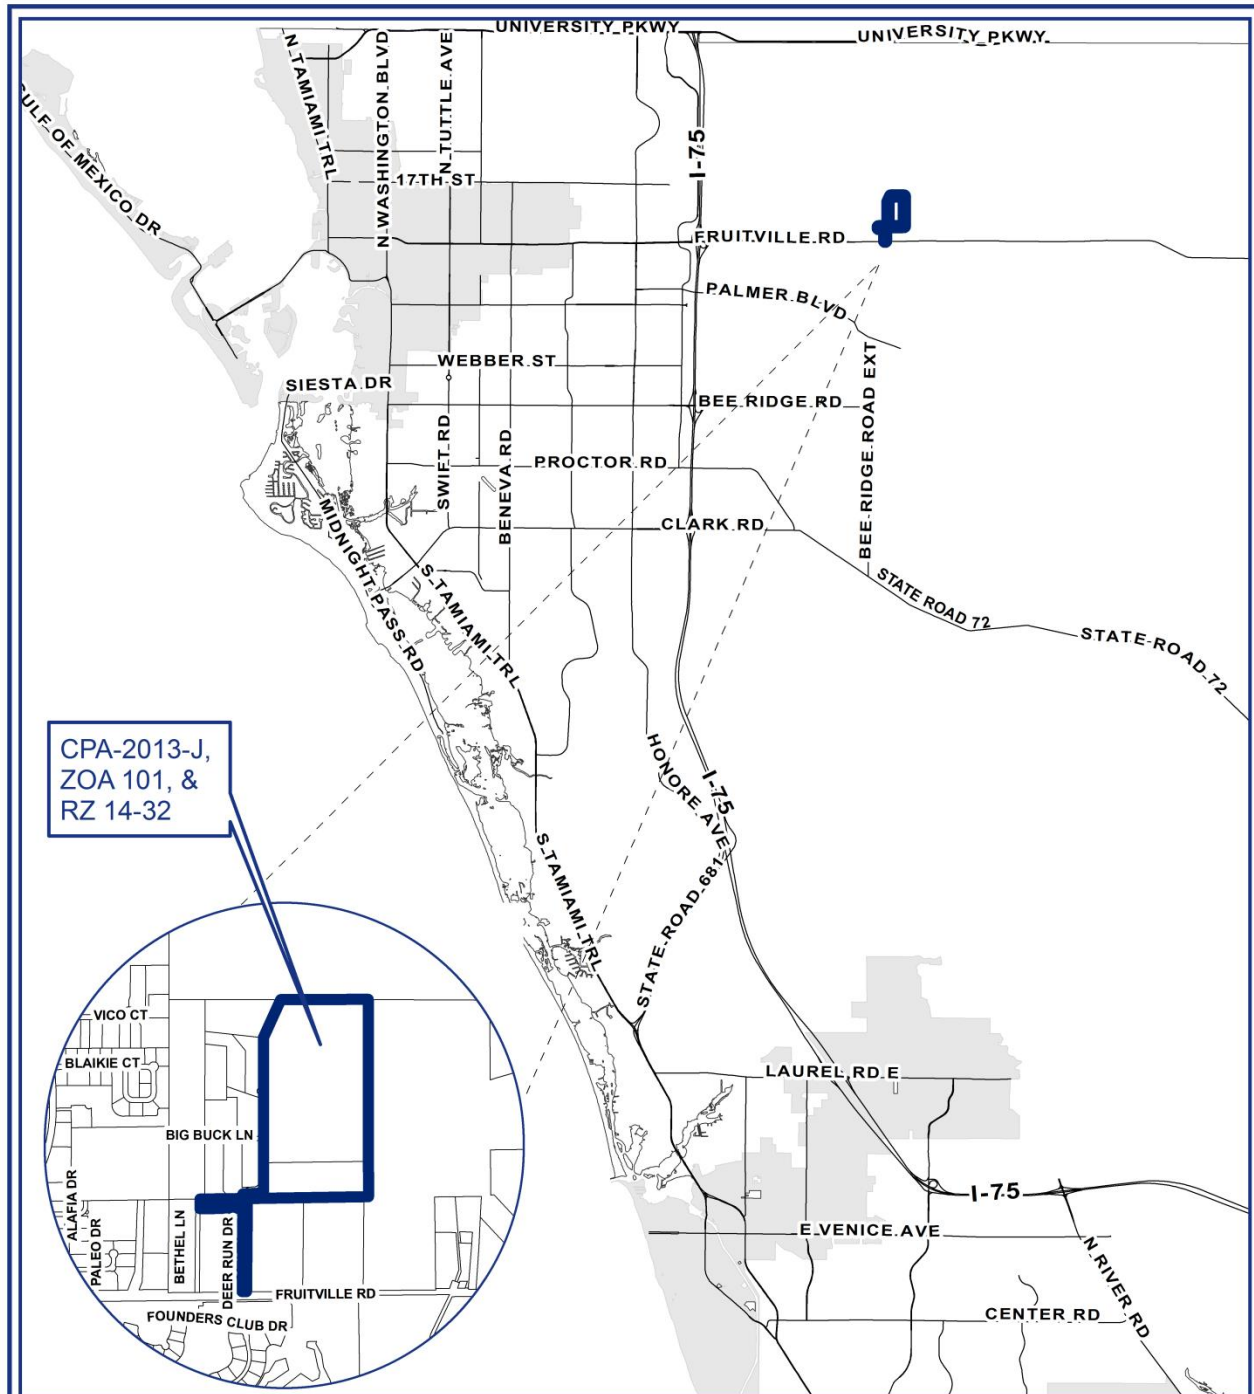 UNIVERSITY PKWY
UNIVERSITY PKWY
N TAMIAMI TRL
N WASHINGTON BLVD
N TUTTLE AVE
GULF OF MEXICO DR
I-75
17TH ST
FRUITVILLE RD
PALMER BLVD
WEBBER ST
SIESTA DR
BEE RIDGE RD
BEE RIDGE ROAD EXT
SWIFT RD
BENEVA RD
PROCTOR RD
CLARK RD
MIDNIGHT PASS RD
S TAMIAMI TRL
STATE ROAD 72
STATE ROAD 72
CPA-2013-J,
ZOA 101, &
RZ 14-32
HONORE AVE
I-75
STATE ROAD 681
S TAMIAMI TRL
LAUREL RD E
I-75
E VENICE AVE
N RIVER RD
CENTER RD
VICO CT
BLAIKIE CT
BIG BUCK LN
ALAFIA DR
PALEO DR
BETHEL LN
DEER RUN DR
FRUITVILLE RD
FOUNDERS CLUB DR